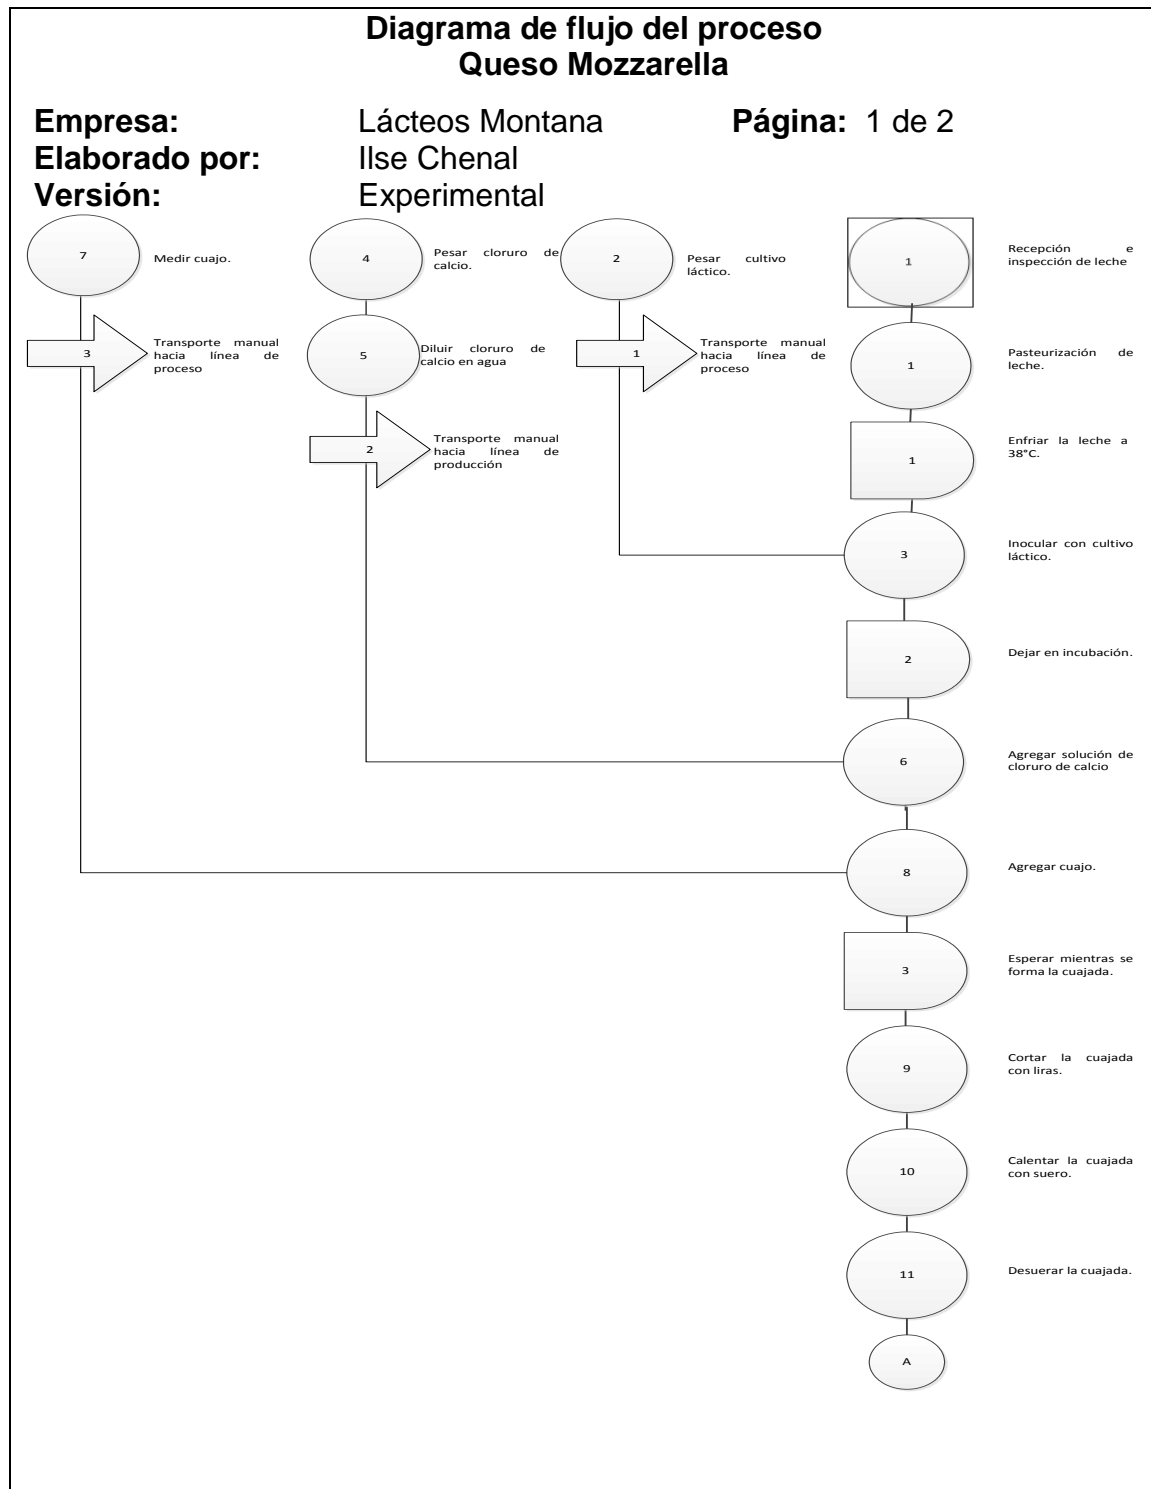 Diagrama de flujo del proceso
Queso Mozzarella
Empresa: Lácteos Montana Página: 1 de 2
Elaborado por: Ilse Chenal
Versión: Experimental
7
Medir cuajo.
3
Transporte manual
hacia línea de
proceso
4
Pesar cloruro de
calcio.
5
Diluir cloruro de
calcio en agua
2
Transporte manual
hacia línea de
producción
2
Pesar cultivo
láctico.
1
Transporte manual
hacia línea de
proceso
1
Recepción e
inspección de leche
1
Pasteurización de
leche.
1
Enfriar la leche a
38°C.
3
Inocular con cultivo
láctico.
2
Dejar en incubación.
6
Agregar solución de
cloruro de calcio
8
Agregar cuajo.
3
Esperar mientras se
forma la cuajada.
9
Cortar la cuajada
con liras.
10
Calentar la cuajada
con suero.
11
Desuerar la cuajada.
A